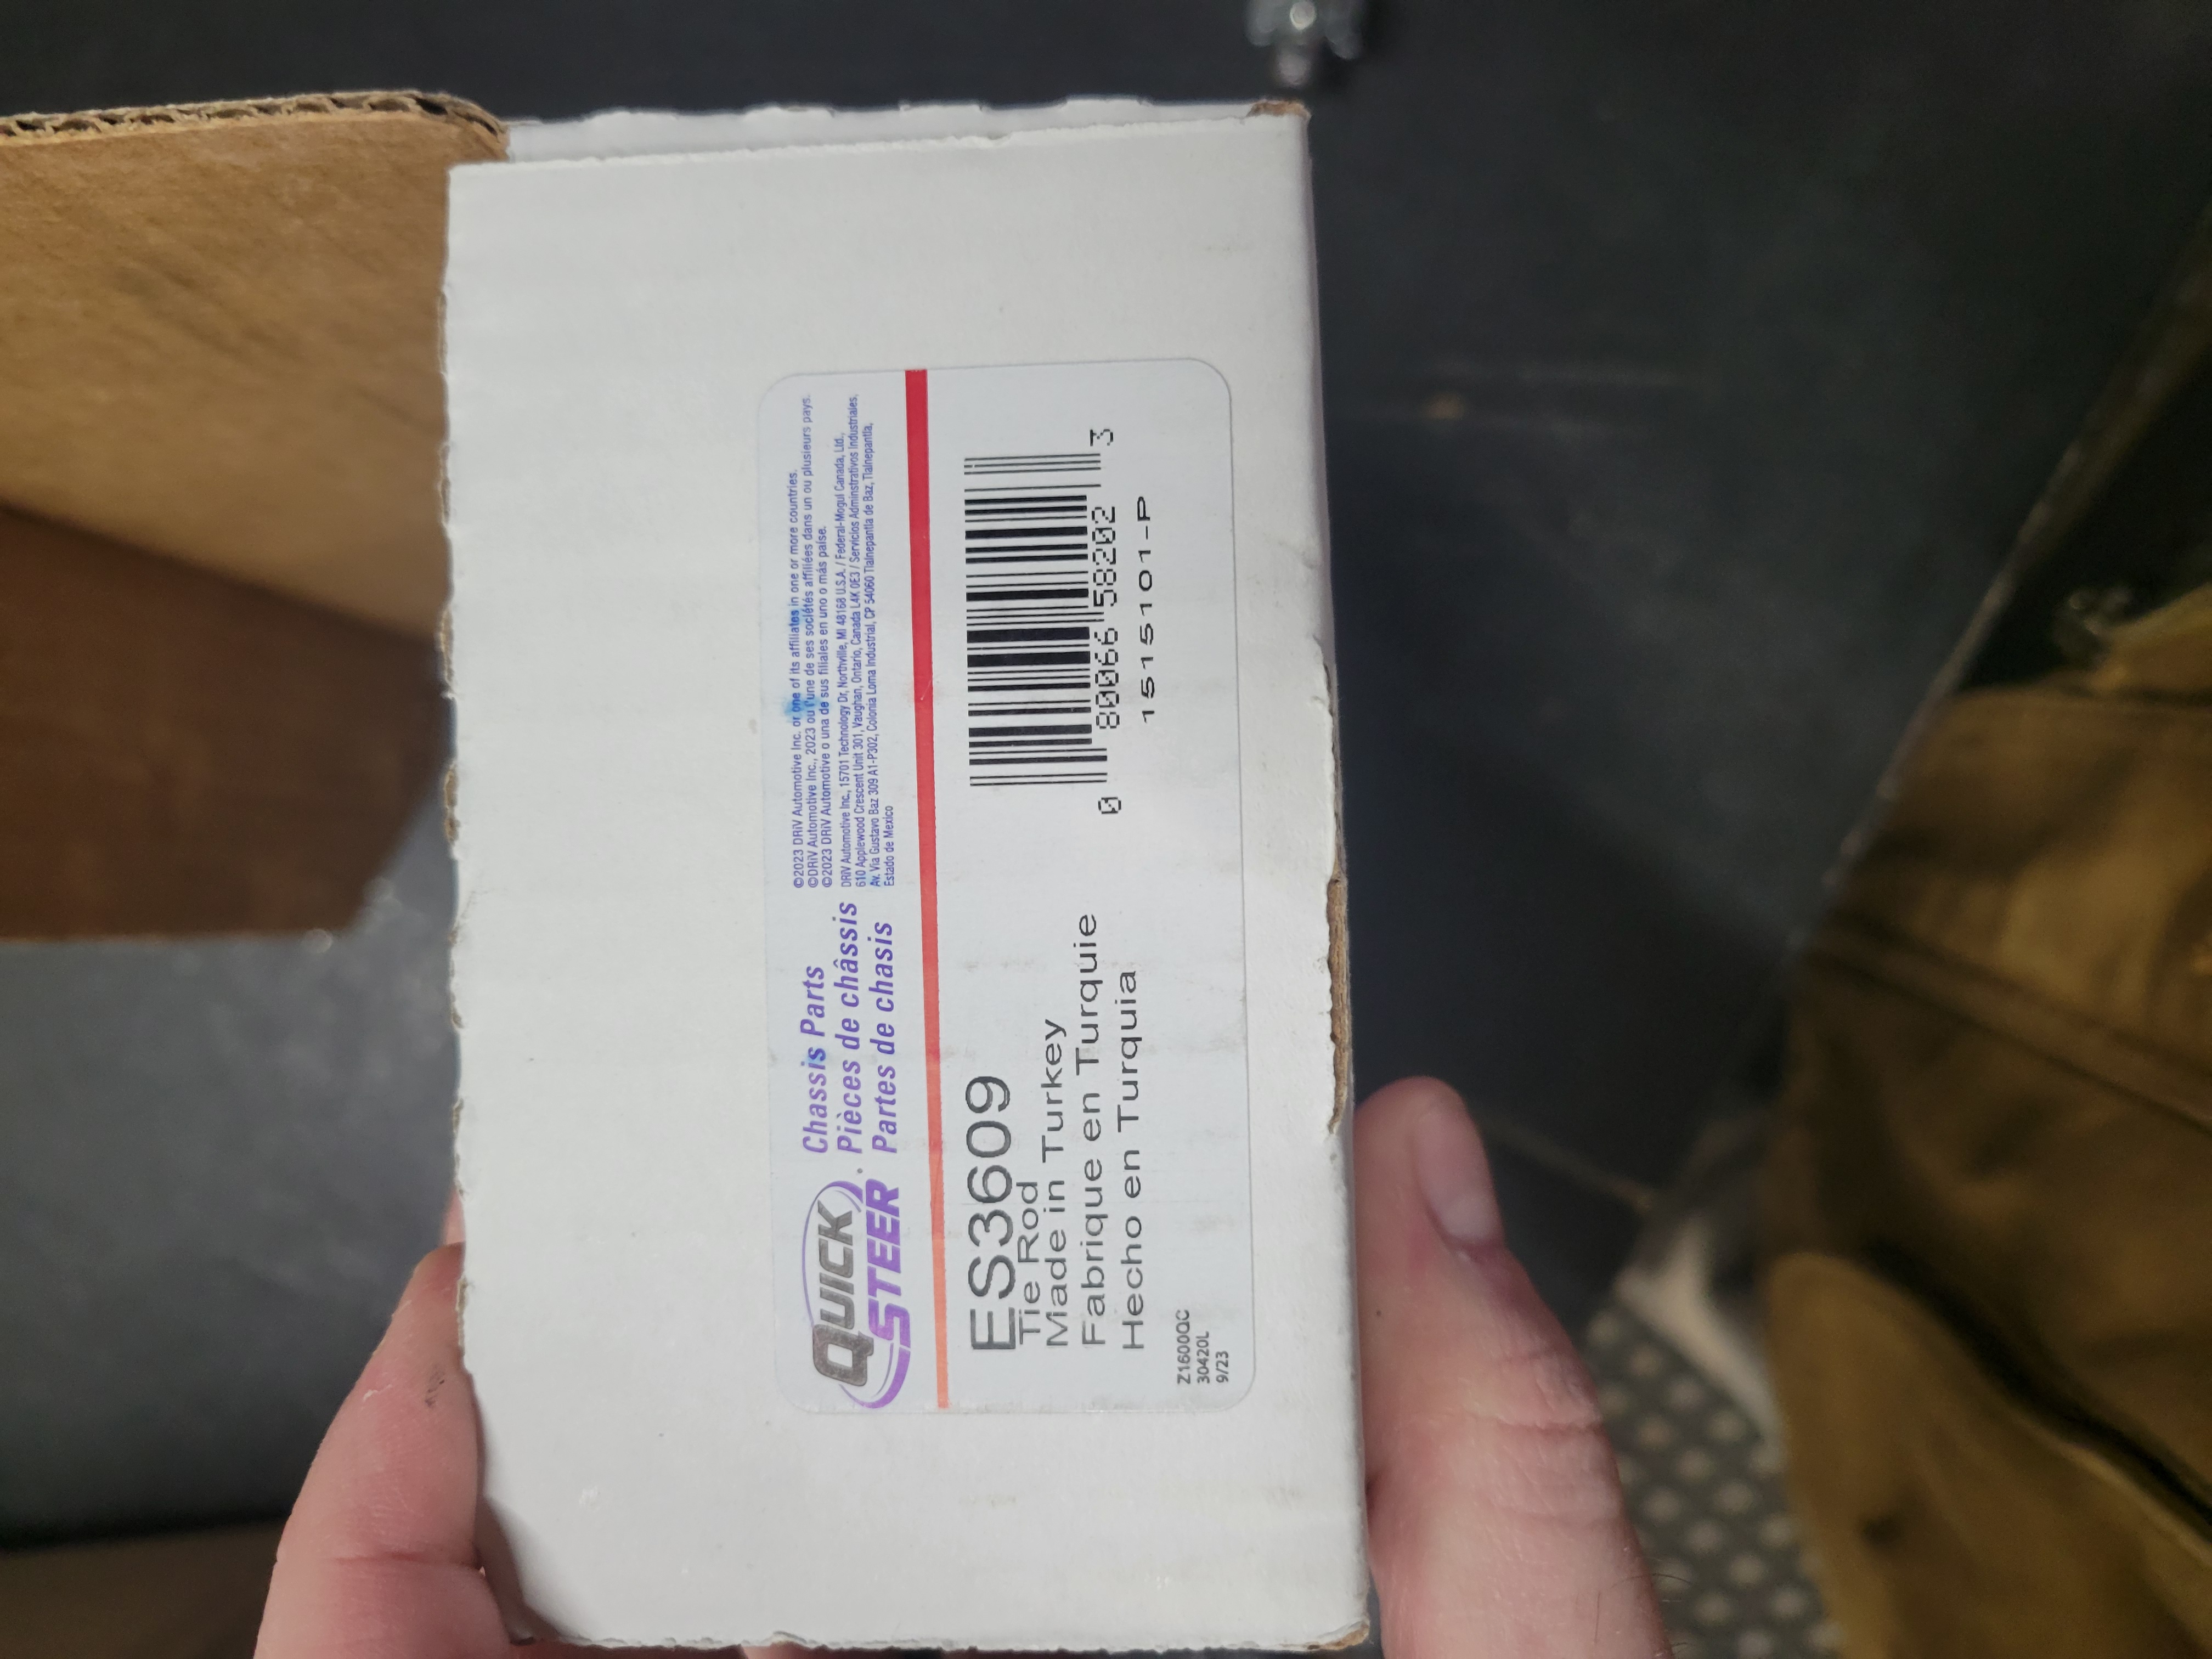 QUICK
STEER.
Chassis Parts
Pièces de châssis
Partes de chasis
©2023 DRiV Automotive Inc. or one of its affiliates in one or more countries.
©DRiV Automotive Inc., 2023 ou l'une de ses sociétés affiliées dans un ou plusieurs pays.
©2023 DRiV Automotive o una de sus filiales en uno o más paíse.
DRiV Automotive Inc., 15701 Technology Dr, Northville, MI 48168 U.S.A. / Federal-Mogul Canada, Ltd.,
610 Applewood Crescent Unit 301, Vaughan, Ontario, Canada L4K 0E3 / Servicios Adminstrativos Industriales,
Av. Via Gustavo Baz 309 A1-P302, Colonia Loma Industrial, CP 54060 Tlalnepantla de Baz, Tlalnepantla,
Estado de Mexico
ES3609
Tie Rod
Made in Turkey
Fabrique en Turquie
Hecho en Turquia
0 80066 58202 3
1515101-P
Z1600QC
30420L
9/23